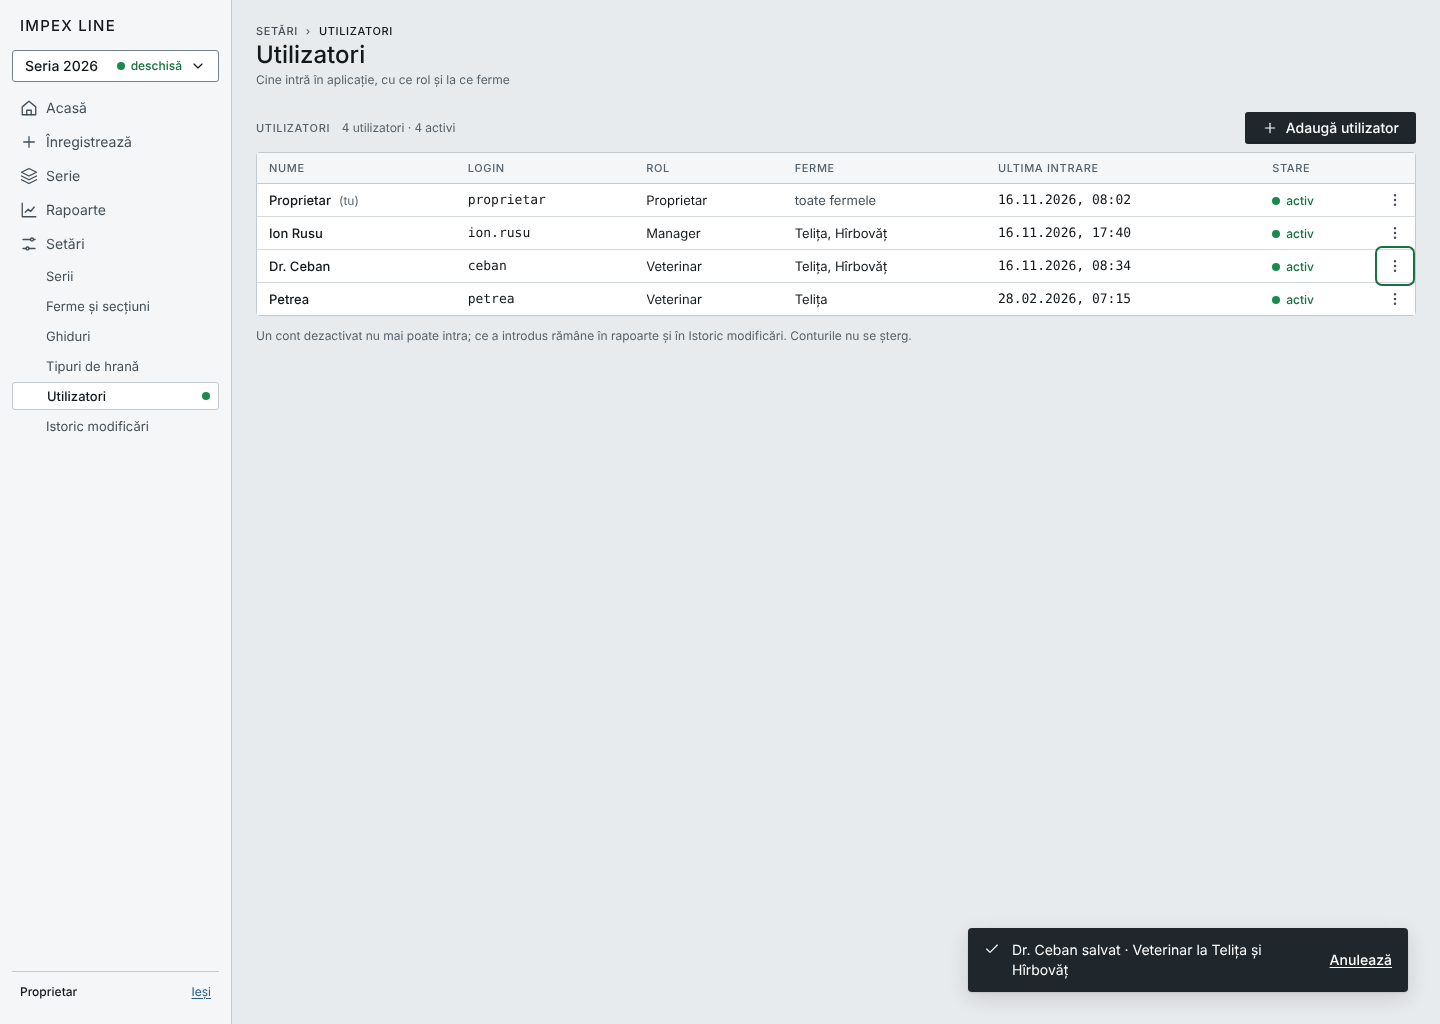 IMPEX LINE
Seria 2026 deschisă
Acasă
Înregistrează
Serie
Rapoarte
Setări
Serii
Ferme și secțiuni
Ghiduri
Tipuri de hrană
Utilizatori
Istoric modificări
Proprietar Ieși
SETĂRI › UTILIZATORI
Utilizatori
Cine intră în aplicație, cu ce rol și la ce ferme
UTILIZATORI 4 utilizatori · 4 activi
+ Adaugă utilizator
NUME LOGIN ROL FERME ULTIMA INTRARE STARE
Proprietar (tu) proprietar Proprietar toate fermele 16.11.2026, 08:02 activ
Ion Rusu ion.rusu Manager Telița, Hîrbovăț 16.11.2026, 17:40 activ
Dr. Ceban ceban Veterinar Telița, Hîrbovăț 16.11.2026, 08:34 activ
Petrea petrea Veterinar Telița 28.02.2026, 07:15 activ
Un cont dezactivat nu mai poate intra; ce a introdus rămâne în rapoarte și în Istoric modificări. Conturile nu se șterg.
Dr. Ceban salvat · Veterinar la Telița și
Hîrbovăț
Anulează